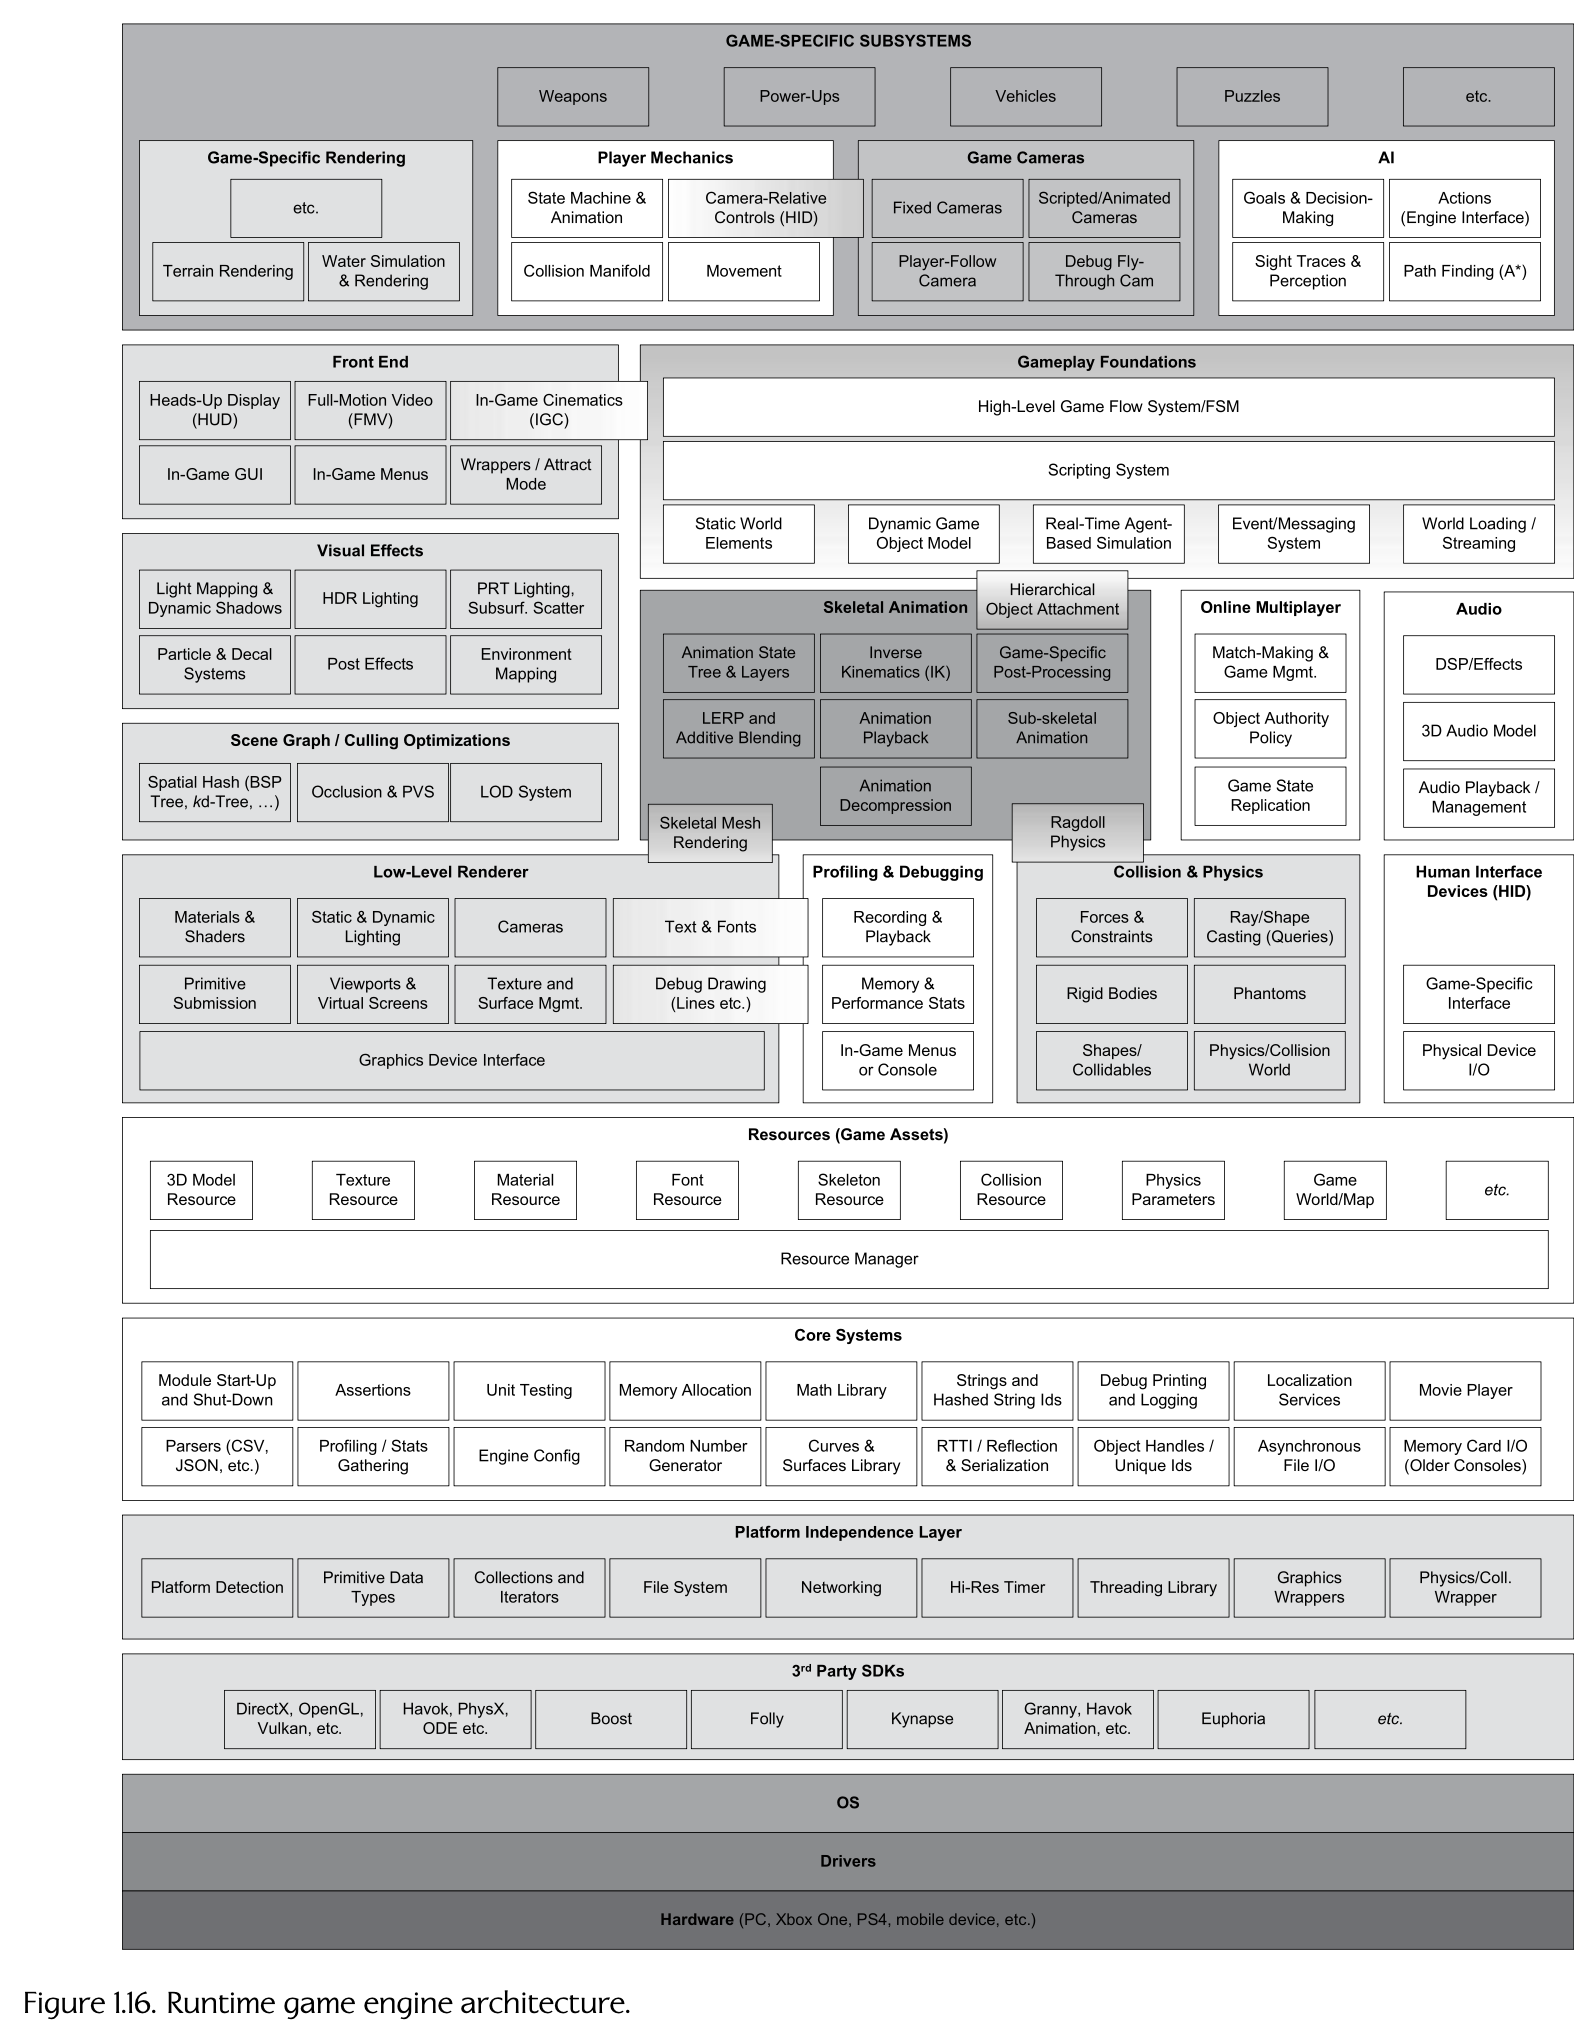 GAME-SPECIFIC SUBSYSTEMS
Weapons
Power-Ups
Vehicles
Puzzles
etc.
Game-Specific Rendering
etc.
Terrain Rendering
Water Simulation
& Rendering
Player Mechanics
State Machine &
Animation
Camera-Relative
Controls (HID)
Collision Manifold
Movement
Game Cameras
Fixed Cameras
Scripted/Animated
Cameras
Player-Follow
Camera
Debug Fly-
Through Cam
AI
Goals & Decision-
Making
Actions
(Engine Interface)
Sight Traces &
Perception
Path Finding (A*)
Front End
Heads-Up Display
(HUD)
Full-Motion Video
(FMV)
In-Game Cinematics
(IGC)
In-Game GUI
In-Game Menus
Wrappers / Attract
Mode
Gameplay Foundations
High-Level Game Flow System/FSM
Scripting System
Static World
Elements
Dynamic Game
Object Model
Real-Time Agent-
Based Simulation
Event/Messaging
System
World Loading /
Streaming
Visual Effects
Light Mapping &
Dynamic Shadows
HDR Lighting
PRT Lighting,
Subsurf. Scatter
Particle & Decal
Systems
Post Effects
Environment
Mapping
Hierarchical
Object Attachment
Skeletal Animation
Animation State
Tree & Layers
Inverse
Kinematics (IK)
Game-Specific
Post-Processing
LERP and
Additive Blending
Animation
Playback
Sub-skeletal
Animation
Animation
Decompression
Online Multiplayer
Match-Making &
Game Mgmt.
Object Authority
Policy
Game State
Replication
Audio
DSP/Effects
3D Audio Model
Audio Playback /
Management
Scene Graph / Culling Optimizations
Spatial Hash (BSP
Tree, kd-Tree, …)
Occlusion & PVS
LOD System
Skeletal Mesh
Rendering
Ragdoll
Physics
Low-Level Renderer
Materials &
Shaders
Static & Dynamic
Lighting
Cameras
Text & Fonts
Primitive
Submission
Viewports &
Virtual Screens
Texture and
Surface Mgmt.
Debug Drawing
(Lines etc.)
Graphics Device Interface
Profiling & Debugging
Recording &
Playback
Memory &
Performance Stats
In-Game Menus
or Console
Collision & Physics
Forces &
Constraints
Ray/Shape
Casting (Queries)
Rigid Bodies
Phantoms
Shapes/
Collidables
Physics/Collision
World
Human Interface
Devices (HID)
Game-Specific
Interface
Physical Device
I/O
Resources (Game Assets)
3D Model
Resource
Texture
Resource
Material
Resource
Font
Resource
Skeleton
Resource
Collision
Resource
Physics
Parameters
Game
World/Map
etc.
Resource Manager
Core Systems
Module Start-Up
and Shut-Down
Assertions
Unit Testing
Memory Allocation
Math Library
Strings and
Hashed String Ids
Debug Printing
and Logging
Localization
Services
Movie Player
Parsers (CSV,
JSON, etc.)
Profiling / Stats
Gathering
Engine Config
Random Number
Generator
Curves &
Surfaces Library
RTTI / Reflection
& Serialization
Object Handles /
Unique Ids
Asynchronous
File I/O
Memory Card I/O
(Older Consoles)
Platform Independence Layer
Platform Detection
Primitive Data
Types
Collections and
Iterators
File System
Networking
Hi-Res Timer
Threading Library
Graphics
Wrappers
Physics/Coll.
Wrapper
3rd Party SDKs
DirectX, OpenGL,
Vulkan, etc.
Havok, PhysX,
ODE etc.
Boost
Folly
Kynapse
Granny, Havok
Animation, etc.
Euphoria
etc.
OS
Drivers
Hardware (PC, Xbox One, PS4, mobile device, etc.)
Figure 1.16. Runtime game engine architecture.